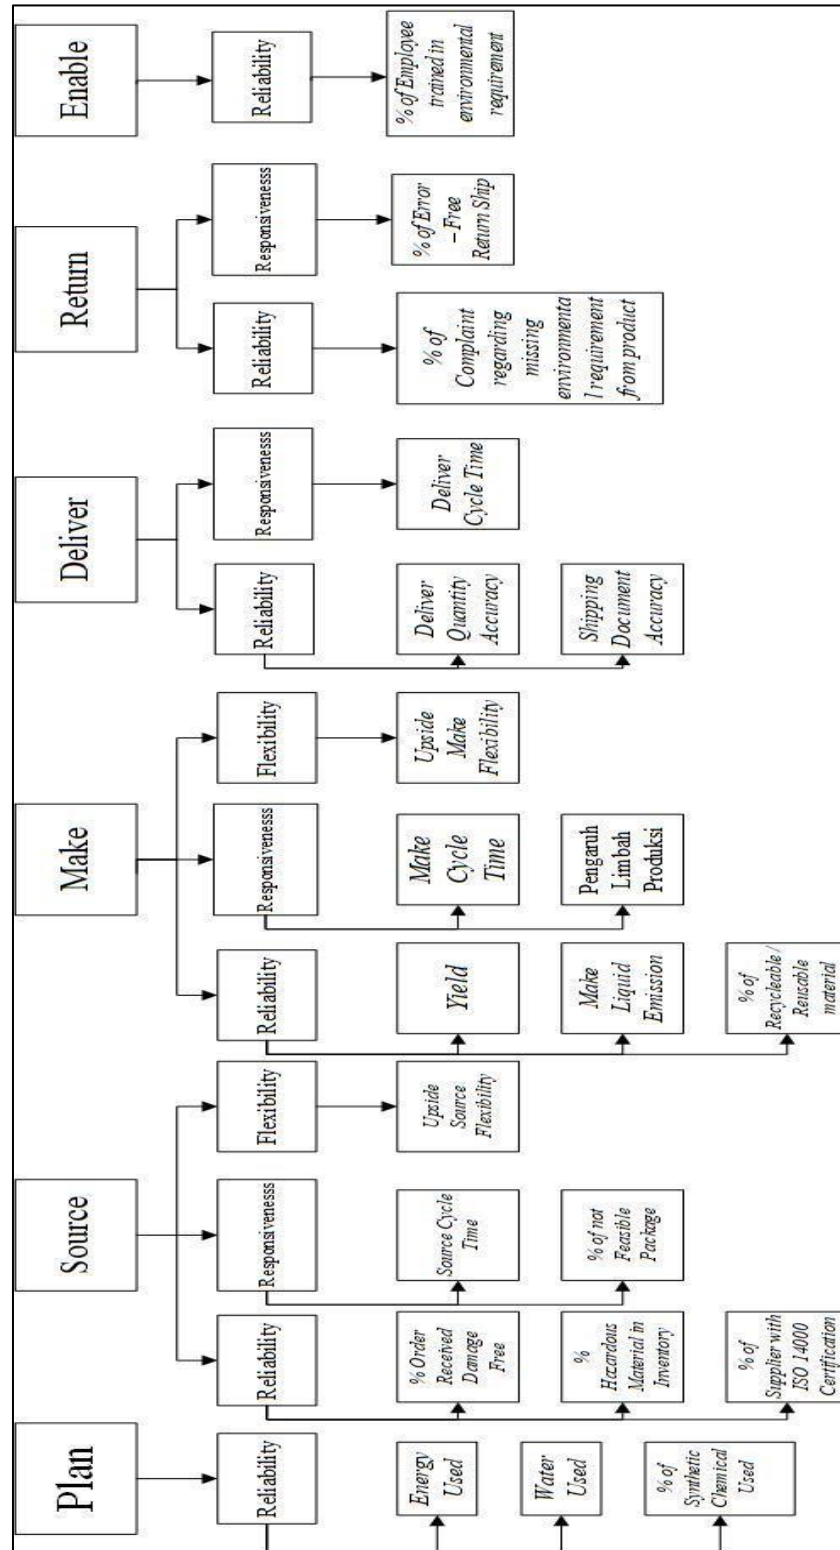 Plan
Reliability
Energy
Used
Water
Used
% of
Synthetic
Chemical
Used
Source
Reliability
% Order
Received
Damage
Free
%
Hazardous
Material in
Inventory
% of
Supplier with
ISO 14000
Certification
Responsivenesss
Source Cycle
Time
% of not
Feasible
Package
Flexibility
Upside
Source
Flexibility
Make
Reliability
Yield
Make
Liquid
Emission
% of
Recycleable /
Reusable
material
Responsivenesss
Make
Cycle
Time
Pengaruh
Limbah
Produksi
Flexibility
Upside
Make
Flexibility
Deliver
Reliability
Deliver
Quantity
Accuracy
Shipping
Document
Accuracy
Responsivenesss
Deliver
Cycle Time
Return
Reliability
% of
Complaint
regarding
missing
environmenta
l requirement
from product
Responsivenesss
% of Error
– Free
Return Ship
Enable
Reliability
% of Employee
trained in
environmental
requirement